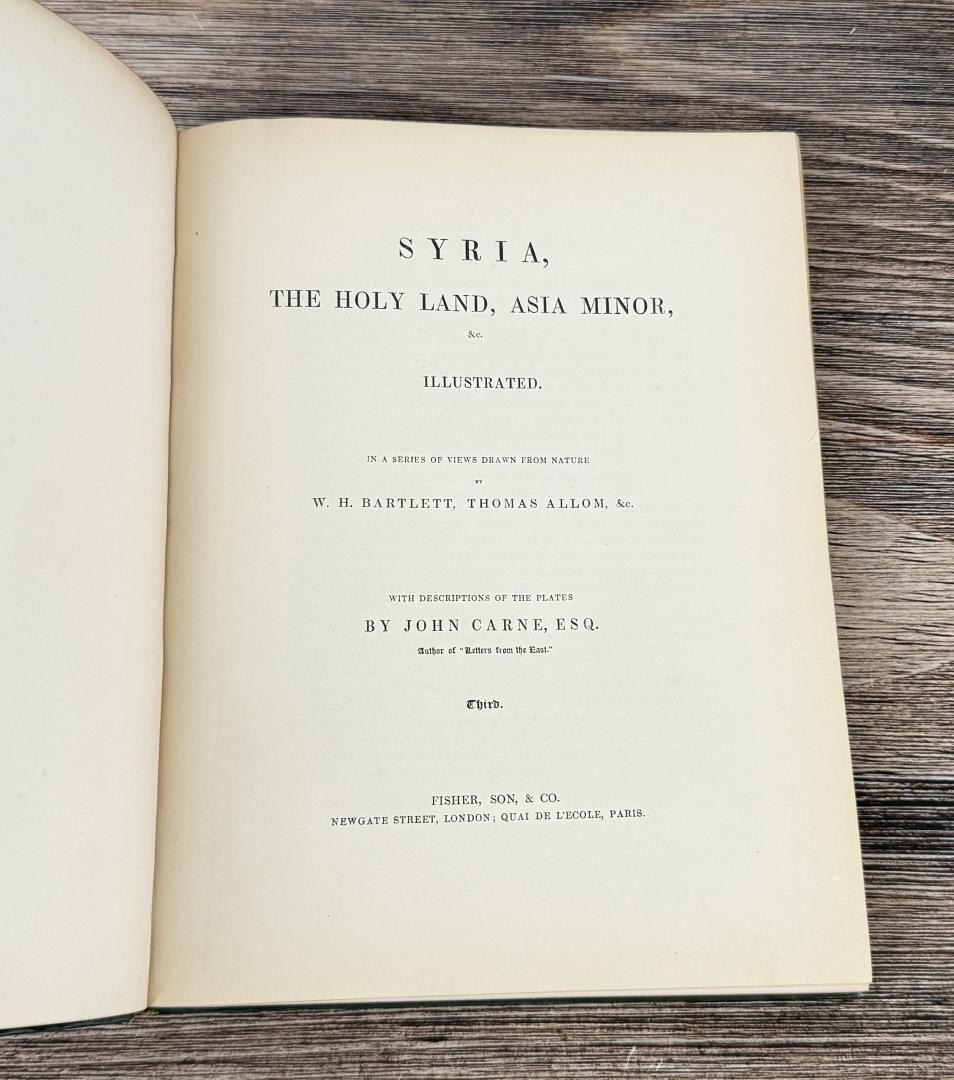 SYRIA,
THE HOLY LAND, ASIA MINOR,
&c.
ILLUSTRATED.
IN A SERIES OF VIEWS DRAWN FROM NATURE
BY
W. H. BARTLETT, THOMAS ALLOM, &c.
WITH DESCRIPTIONS OF THE PLATES
BY JOHN CARNE, ESQ.
Author of "Letters from the East."
Third.
FISHER, SON, & CO.
NEWGATE STREET, LONDON; QUAI DE L'ECOLE, PARIS.